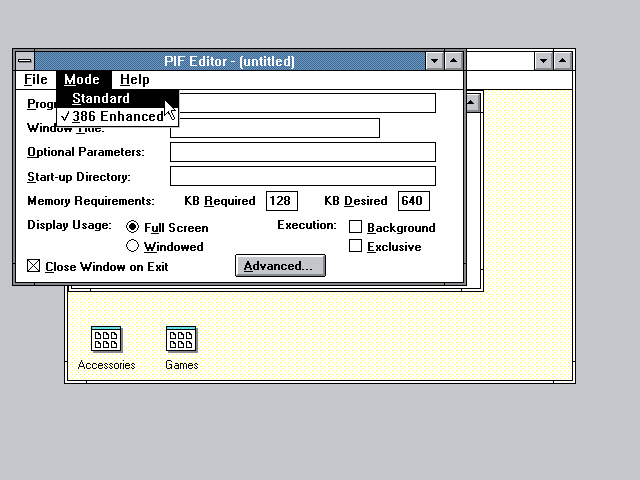 PIF Editor - (untitled)
File Mode Help
Standard
✓ 386 Enhanced
Window Title:
Optional Parameters:
Start-up Directory:
Memory Requirements: KB Required 128 KB Desired 640
Display Usage: Full Screen Execution: Background
Windowed Exclusive
Close Window on Exit Advanced...
Accessories Games